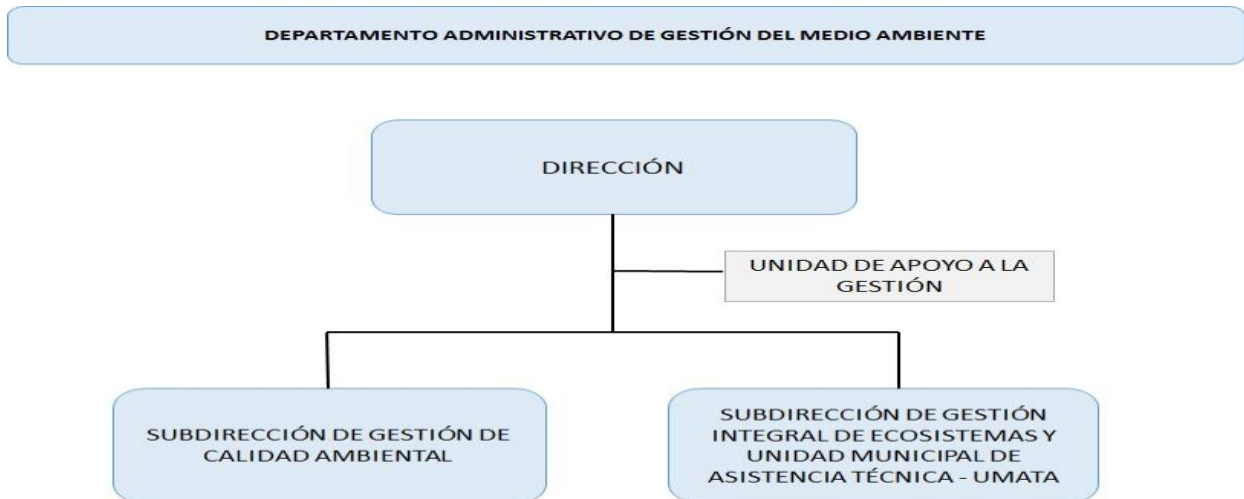 DEPARTAMENTO ADMINISTRATIVO DE GESTIÓN DEL MEDIO AMBIENTE
DIRECCIÓN
UNIDAD DE APOYO A LA
GESTIÓN
SUBDIRECCIÓN DE GESTIÓN DE
CALIDAD AMBIENTAL
SUBDIRECCIÓN DE GESTIÓN
INTEGRAL DE ECOSISTEMAS Y
UNIDAD MUNICIPAL DE
ASISTENCIA TÉCNICA - UMATA